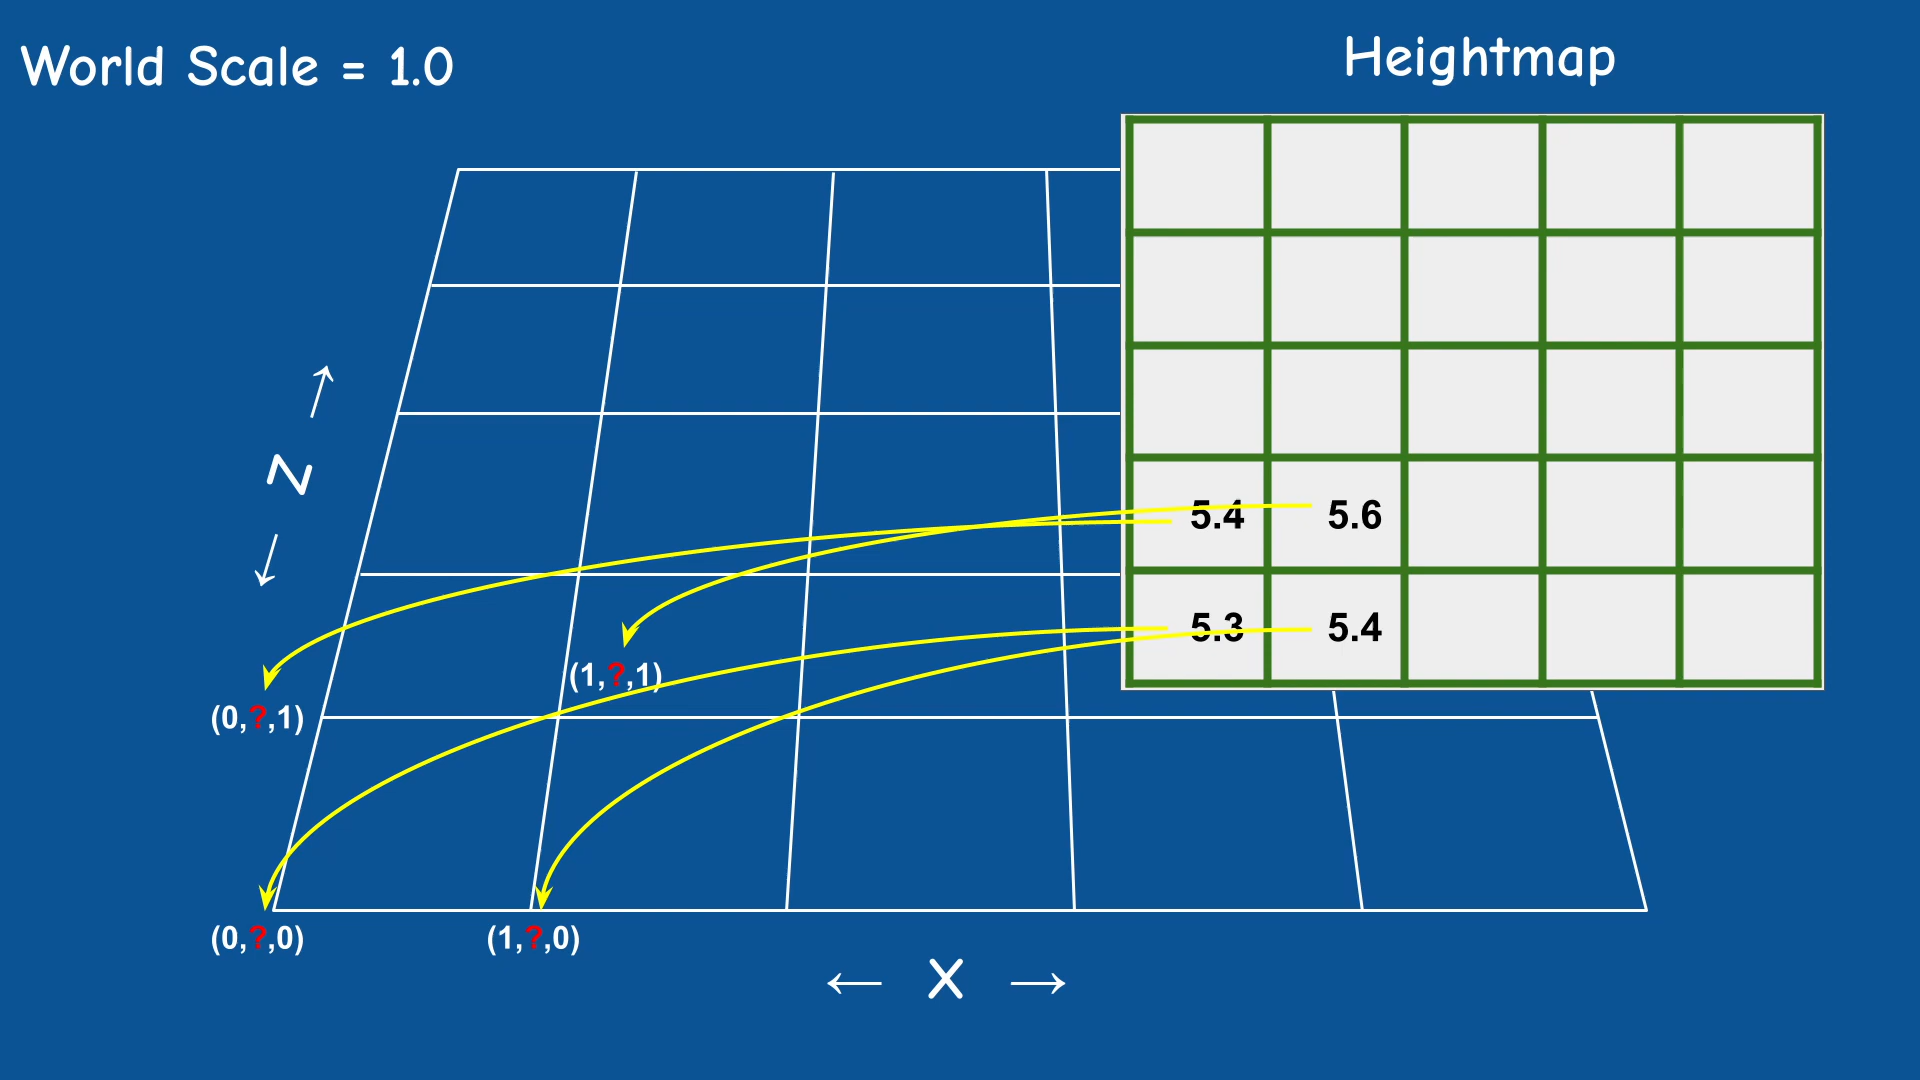 World Scale = 1.0
Heightmap
Z
5.4 5.6
5.3 5.4
(1,?,1)
(0,?,1)
(0,?,0) (1,?,0)
← X →